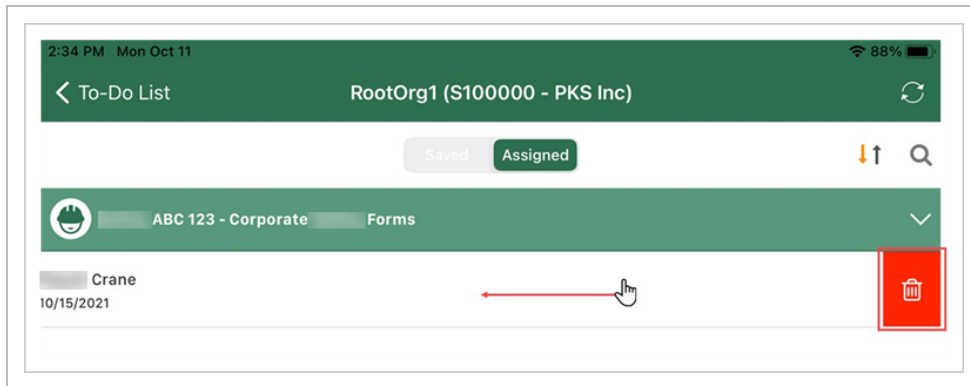 2:34 PM Mon Oct 11
88%
To-Do List
RootOrg1 (S100000 - PKS Inc)
Saved
Assigned
ABC 123 - Corporate Forms
Crane
10/15/2021